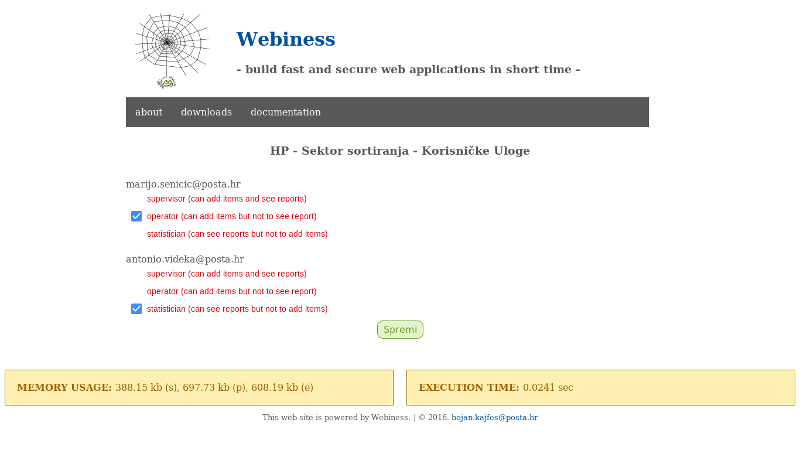 Webiness
- build fast and secure web applications in short time -
about downloads documentation
HP - Sektor sortiranja - Korisničke Uloge
marijo.senicic@posta.hr
supervisor (can add items and see reports)
operator (can add items but not to see report)
statistician (can see reports but not to add items)
antonio.videka@posta.hr
supervisor (can add items and see reports)
operator (can add items but not to see report)
statistician (can see reports but not to add items)
Spremi
MEMORY USAGE: 388.15 kb (s), 697.73 kb (p), 608.19 kb (e)
EXECUTION TIME: 0.0241 sec
This web site is powered by Webiness. | © 2016. bojan.kajfes@posta.hr